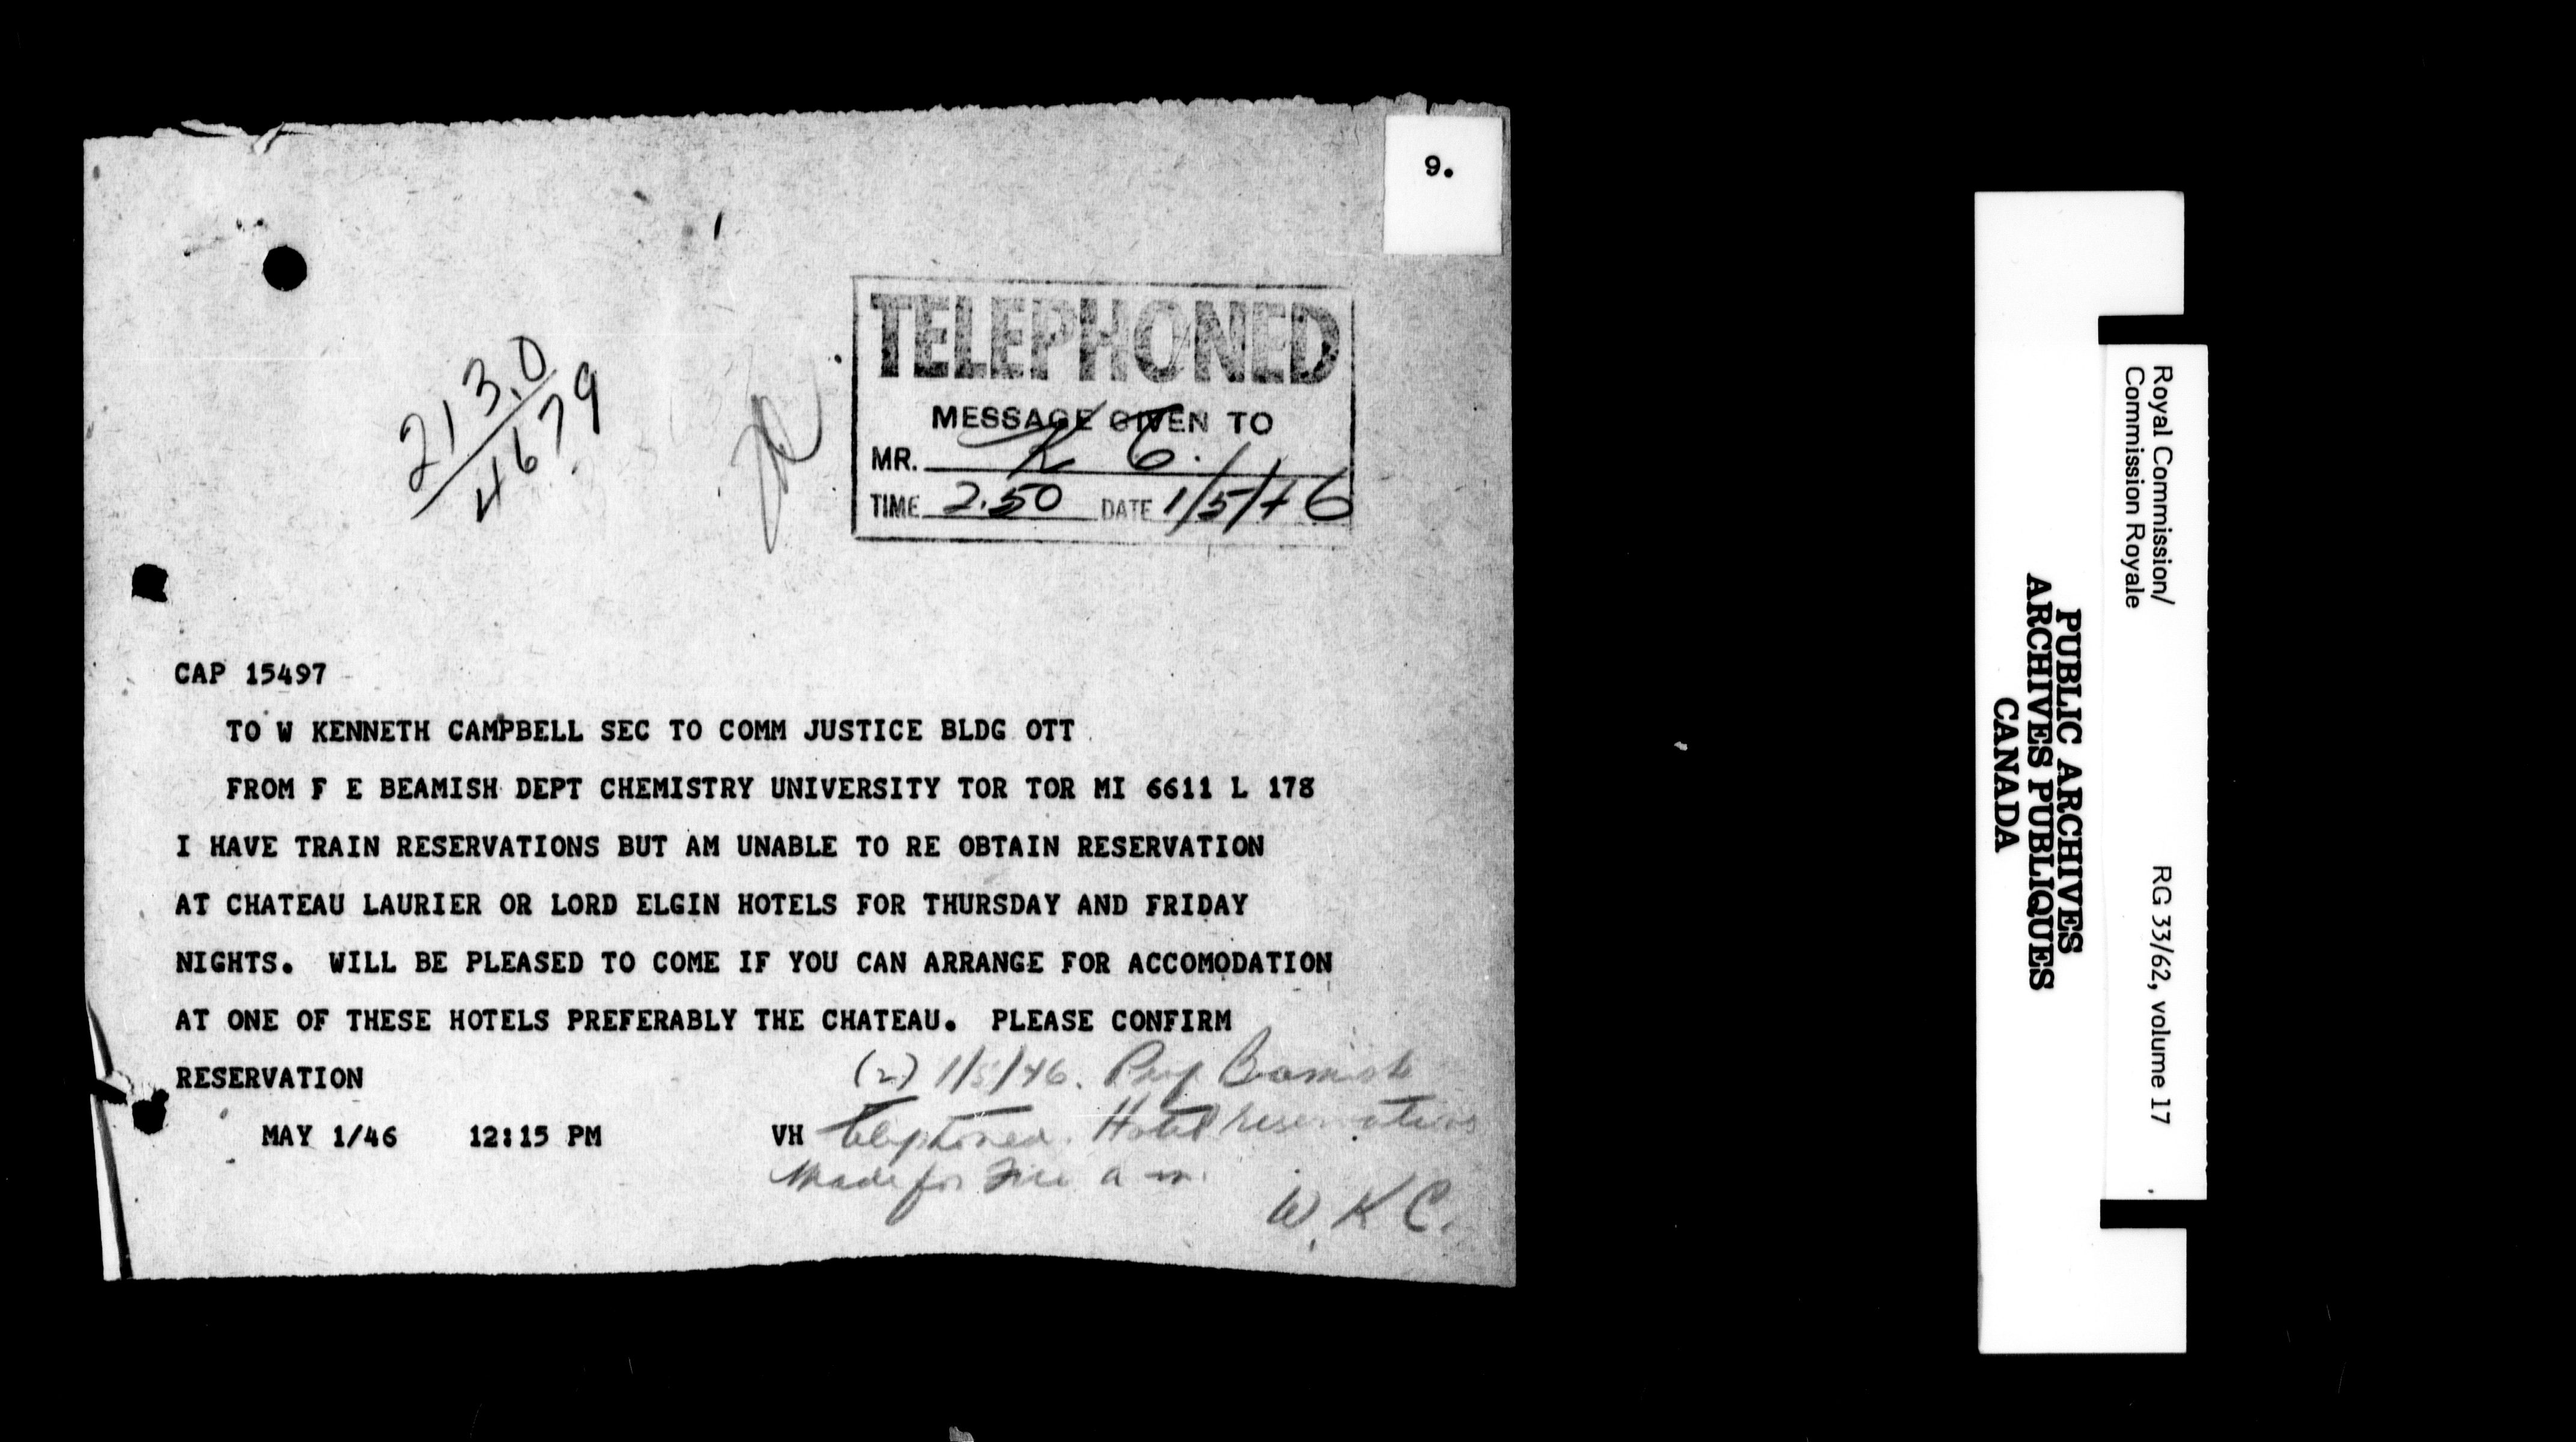 9.
213.0
4679
TELEPHONED
MESSAGE GIVEN TO
MR.
TIME 2.50 DATE 1/5/46
CAP 15497
TO W KENNETH CAMPBELL SEC TO COMM JUSTICE BLDG OTT
FROM F E BEAMISH DEPT CHEMISTRY UNIVERSITY TOR TOR MI 6611 L 178
I HAVE TRAIN RESERVATIONS BUT AM UNABLE TO RE OBTAIN RESERVATION
AT CHATEAU LAURIER OR LORD ELGIN HOTELS FOR THURSDAY AND FRIDAY
NIGHTS. WILL BE PLEASED TO COME IF YOU CAN ARRANGE FOR ACCOMODATION
AT ONE OF THESE HOTELS PREFERABLY THE CHATEAU. PLEASE CONFIRM
RESERVATION
(2) 1/5/46. Prof Beamish
MAY 1/46 12:15 PM VH telephoned. Hotel reservations
made for
W. K C.
Royal Commission/
Commission Royale
RG 33/62, volume 17
PUBLIC ARCHIVES
ARCHIVES PUBLIQUES
CANADA